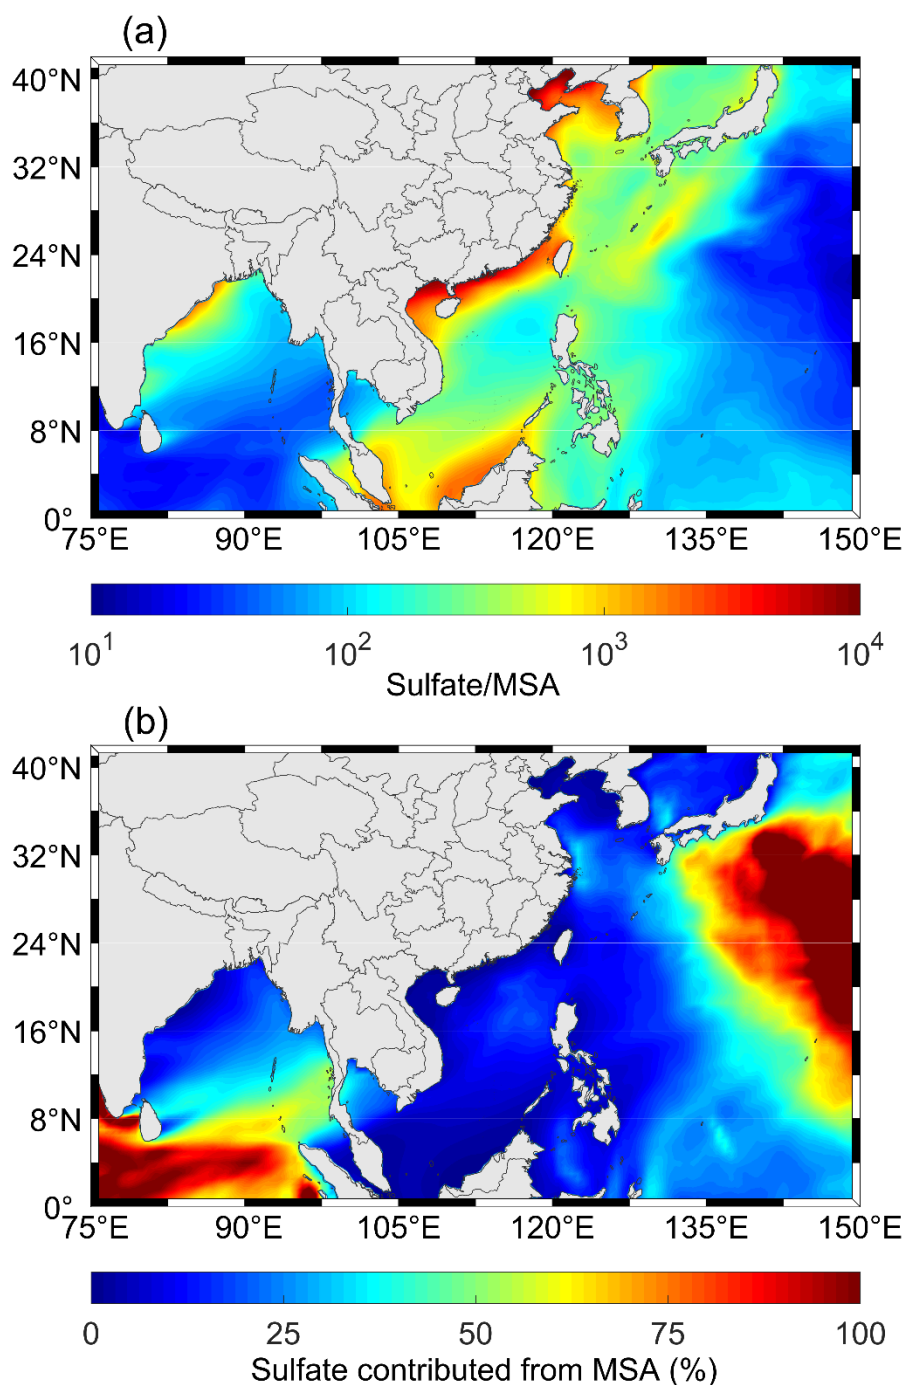 (a)
40°N
32°N
24°N
16°N
8°N
0°
75°E 90°E 105°E 120°E 135°E 150°E
10¹ 10² 10³ 10⁴
Sulfate/MSA
(b)
40°N
32°N
24°N
16°N
8°N
0°
75°E 90°E 105°E 120°E 135°E 150°E
0 25 50 75 100
Sulfate contributed from MSA (%)